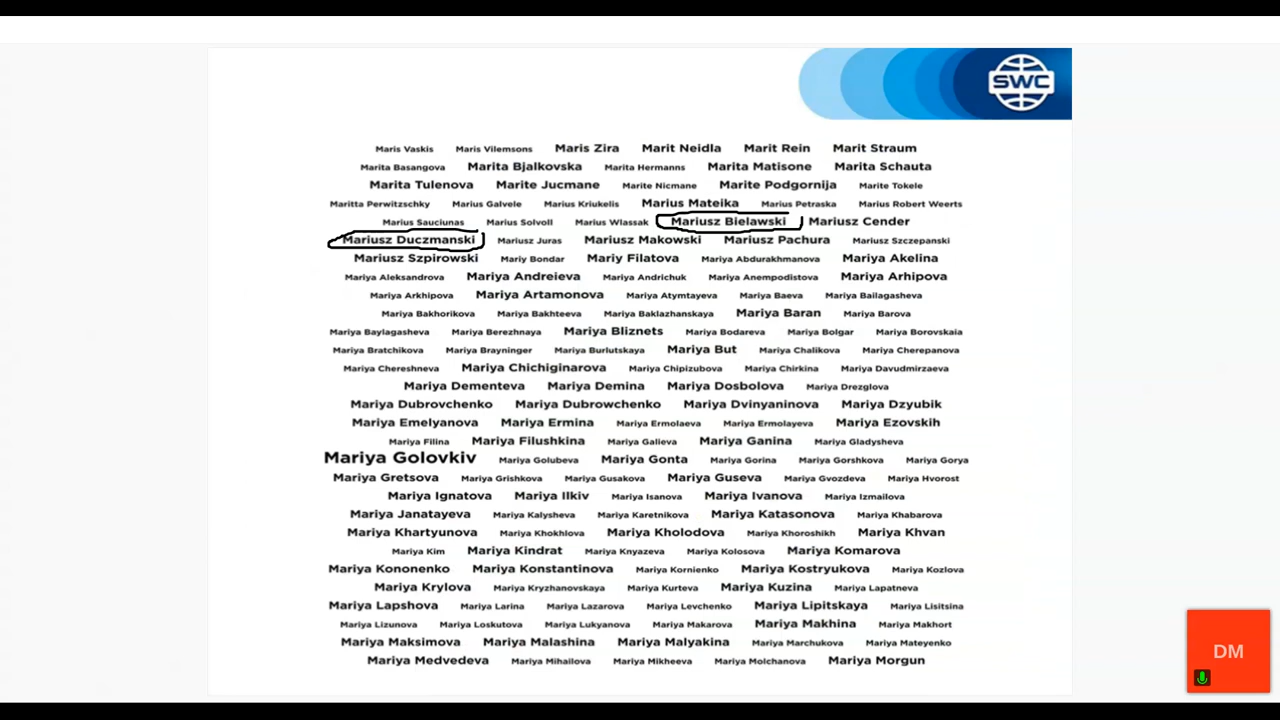 SWC
Maris Vaskis Maris Vilemsons Maris Zira Marit Neidla Marit Rein Marit Straum
Marita Basangova Marita Bjalkovska Marita Hermanns Marita Matisone Marita Schauta
Marita Tulenova Marite Jucmane Marite Nicmane Marite Podgornija Marite Tokele
Maritta Perwitzschky Marius Galvele Marius Kriukelis Marius Mateika Marius Petraska Marius Robert Weerts
Marius Sauciunas Marius Solvoll Marius Wlassak Mariusz Bielawski Mariusz Cender
Mariusz Duczmanski Mariusz Juras Mariusz Makowski Mariusz Pachura Mariusz Szczepanski
Mariusz Szpirowski Mariy Bondar Mariy Filatova Mariya Abdurakhmanova Mariya Akelina
Mariya Aleksandrova Mariya Andreieva Mariya Andrichuk Mariya Anempodistova Mariya Arhipova
Mariya Arkhipova Mariya Artamonova Mariya Atymtayeva Mariya Baeva Mariya Bailagasheva
Mariya Bakhorikova Mariya Bakhteeva Mariya Baklazhanskaya Mariya Baran Mariya Barova
Mariya Baylagasheva Mariya Berezhnaya Mariya Bliznets Mariya Bodareva Mariya Bolgar Mariya Borovskaia
Mariya Bratchikova Mariya Brayninger Mariya Burlutskaya Mariya But Mariya Chalikova Mariya Cherepanova
Mariya Chereshneva Mariya Chichiginarova Mariya Chipizubova Mariya Chirkina Mariya Davudmirzaeva
Mariya Dementeva Mariya Demina Mariya Dosbolova Mariya Drezglova
Mariya Dubrovchenko Mariya Dubrowchenko Mariya Dvinyaninova Mariya Dzyubik
Mariya Emelyanova Mariya Ermina Mariya Ermolaeva Mariya Ermolayeva Mariya Ezovskih
Mariya Filina Mariya Filushkina Mariya Galieva Mariya Ganina Mariya Gladysheva
Mariya Golovkiv Mariya Golubeva Mariya Gonta Mariya Gorina Mariya Gorshkova Mariya Gorya
Mariya Gretsova Mariya Grishkova Mariya Gusakova Mariya Guseva Mariya Gvozdeva Mariya Hvorost
Mariya Ignatova Mariya Ilkiv Mariya Isanova Mariya Ivanova Mariya Izmailova
Mariya Janatayeva Mariya Kalysheva Mariya Karetnikova Mariya Katasonova Mariya Khabarova
Mariya Khartyunova Mariya Khokhlova Mariya Kholodova Mariya Khoroshikh Mariya Khvan
Mariya Kim Mariya Kindrat Mariya Knyazeva Mariya Kolosova Mariya Komarova
Mariya Kononenko Mariya Konstantinova Mariya Kornienko Mariya Kostryukova Mariya Kozlova
Mariya Krylova Mariya Kryzhanovskaya Mariya Kurteva Mariya Kuzina Mariya Lapatneva
Mariya Lapshova Mariya Larina Mariya Lazarova Mariya Levchenko Mariya Lipitskaya Mariya Lisitsina
Mariya Lizunova Mariya Loskutova Mariya Lukyanova Mariya Makarova Mariya Makhina Mariya Makhort
Mariya Maksimova Mariya Malashina Mariya Malyakina Mariya Marchukova Mariya Mateyenko
Mariya Medvedeva Mariya Mihailova Mariya Mikheeva Mariya Molchanova Mariya Morgun
DM